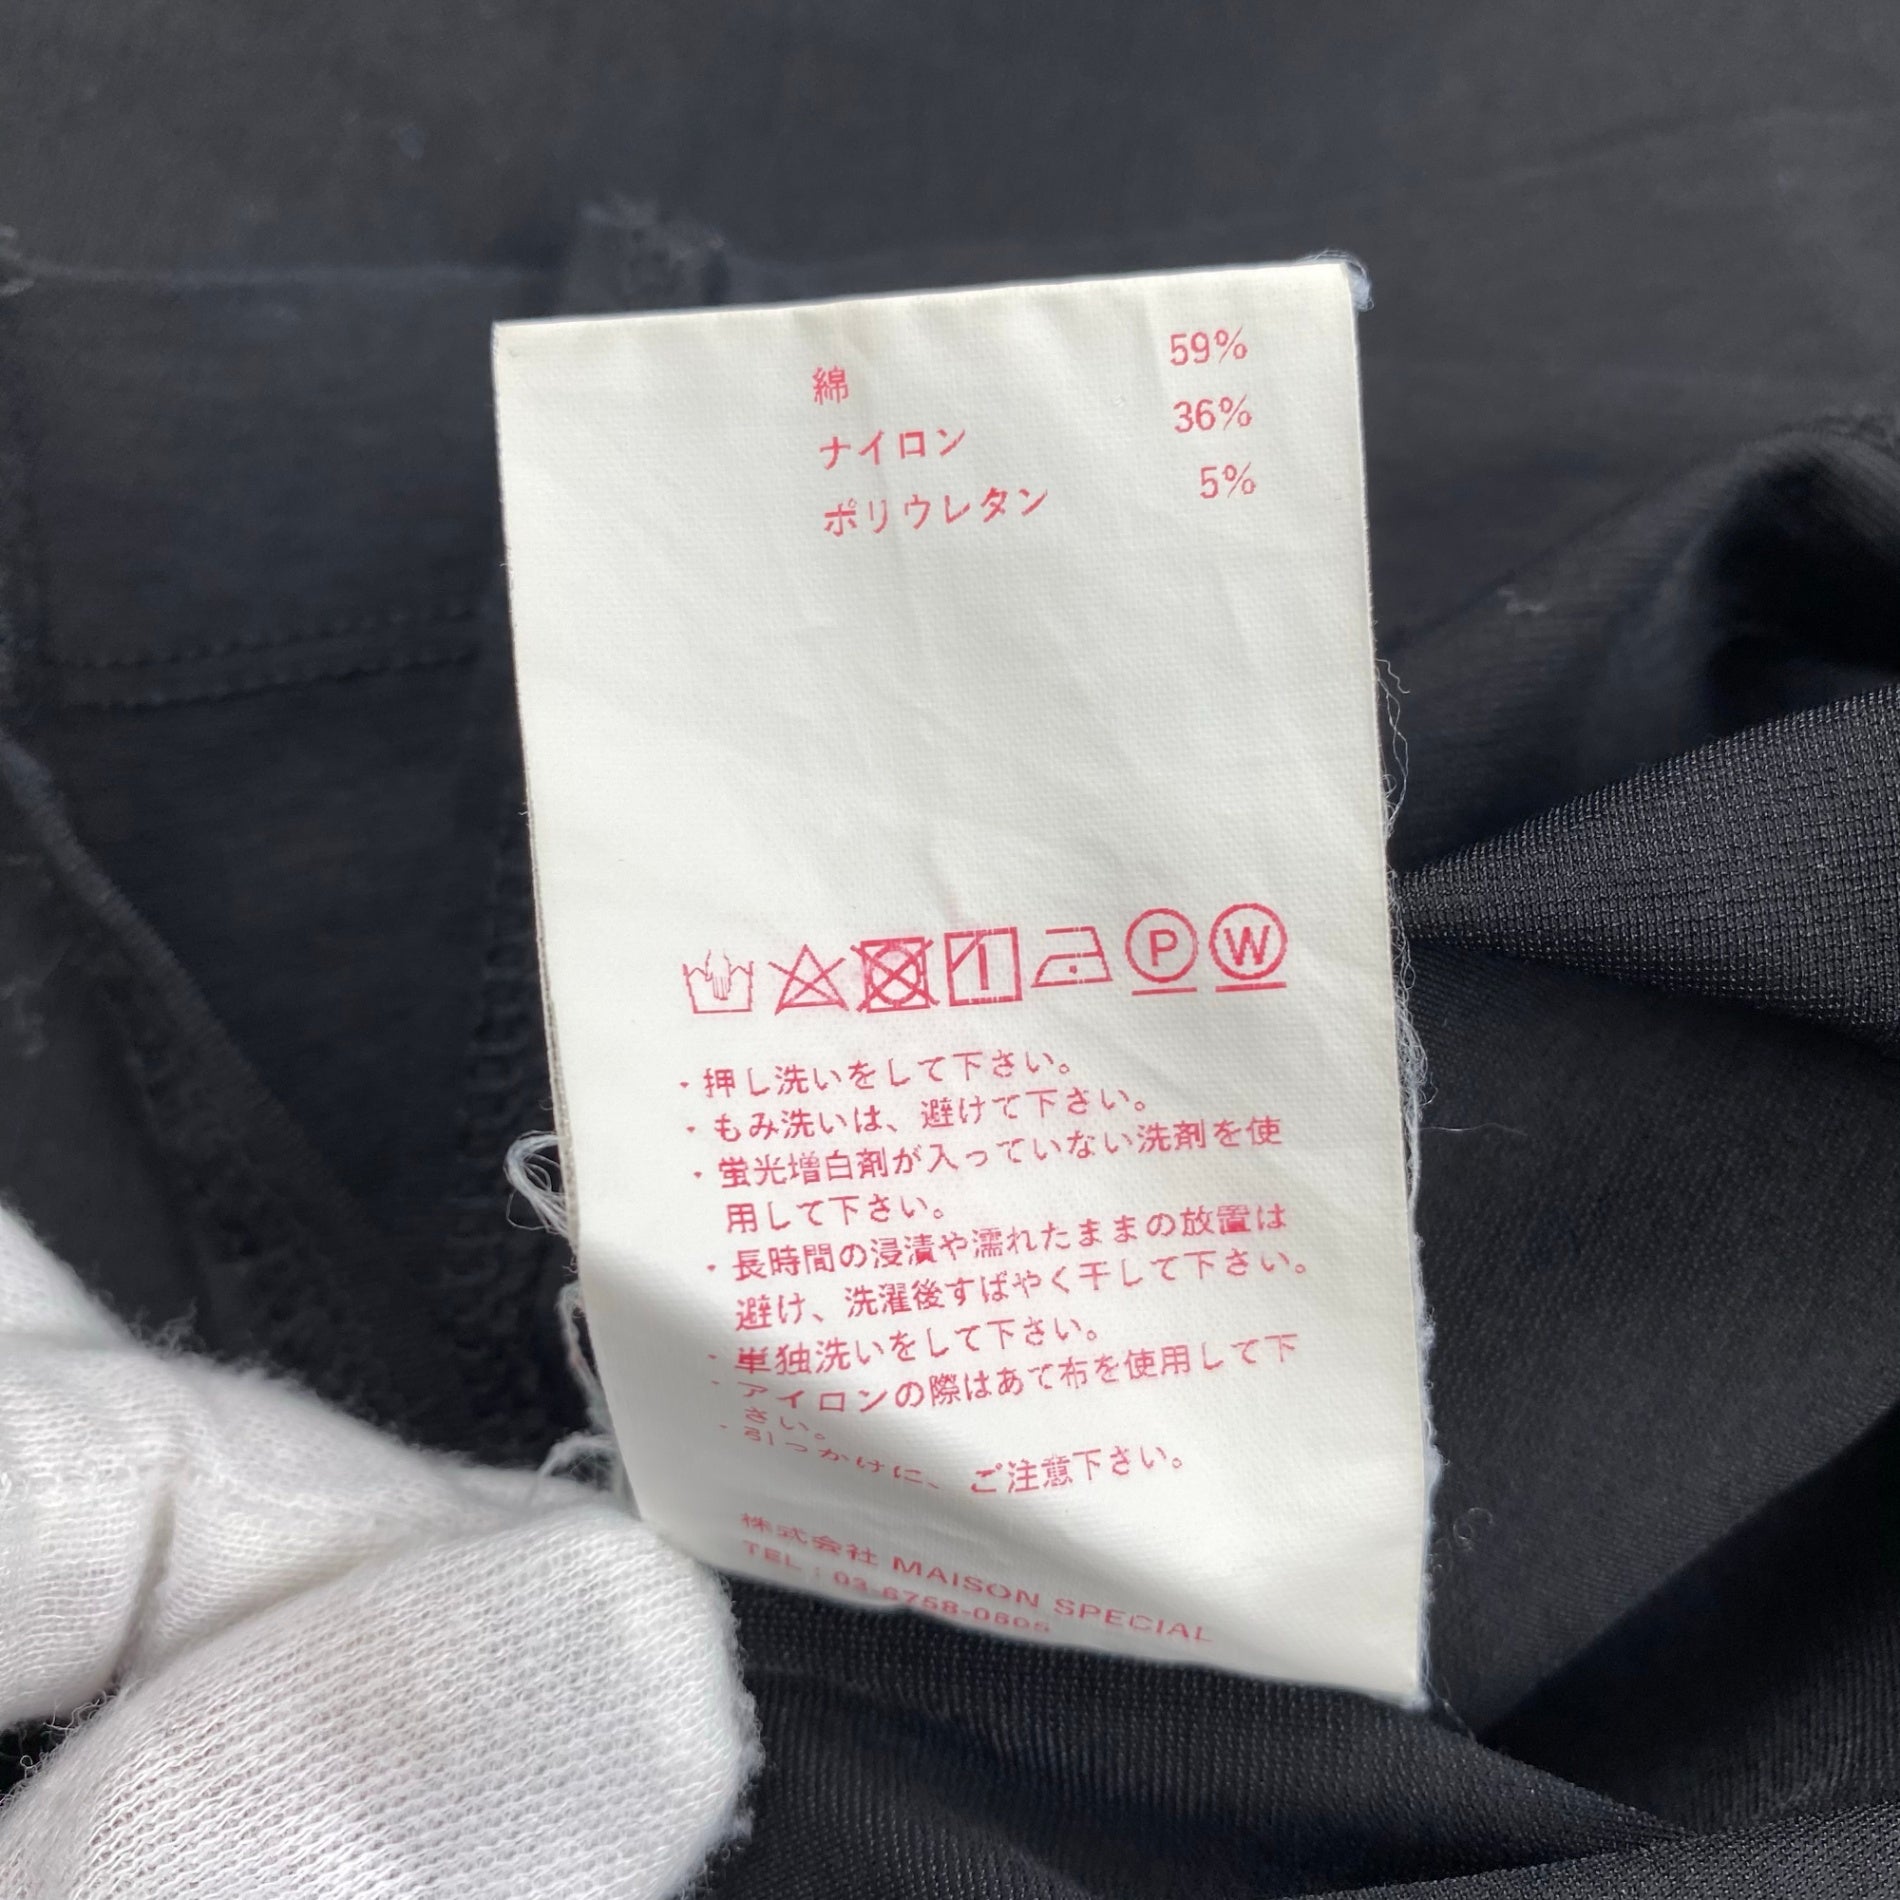 綿 59%
ナイロン 36%
ポリウレタン 5%
P W
・押し洗いをして下さい。
・もみ洗いは、避けて下さい。
・蛍光増白剤が入っていない洗剤を使
用して下さい。
・長時間の浸漬や濡れたままの放置は
避け、洗濯後すばやく干して下さい。
・単独洗いをして下さい。
・アイロンの際はあて布を使用して下
さい。
・引っかけに、ご注意下さい。
株式会社 MAISON SPECIAL
TEL : 03-6758-0605